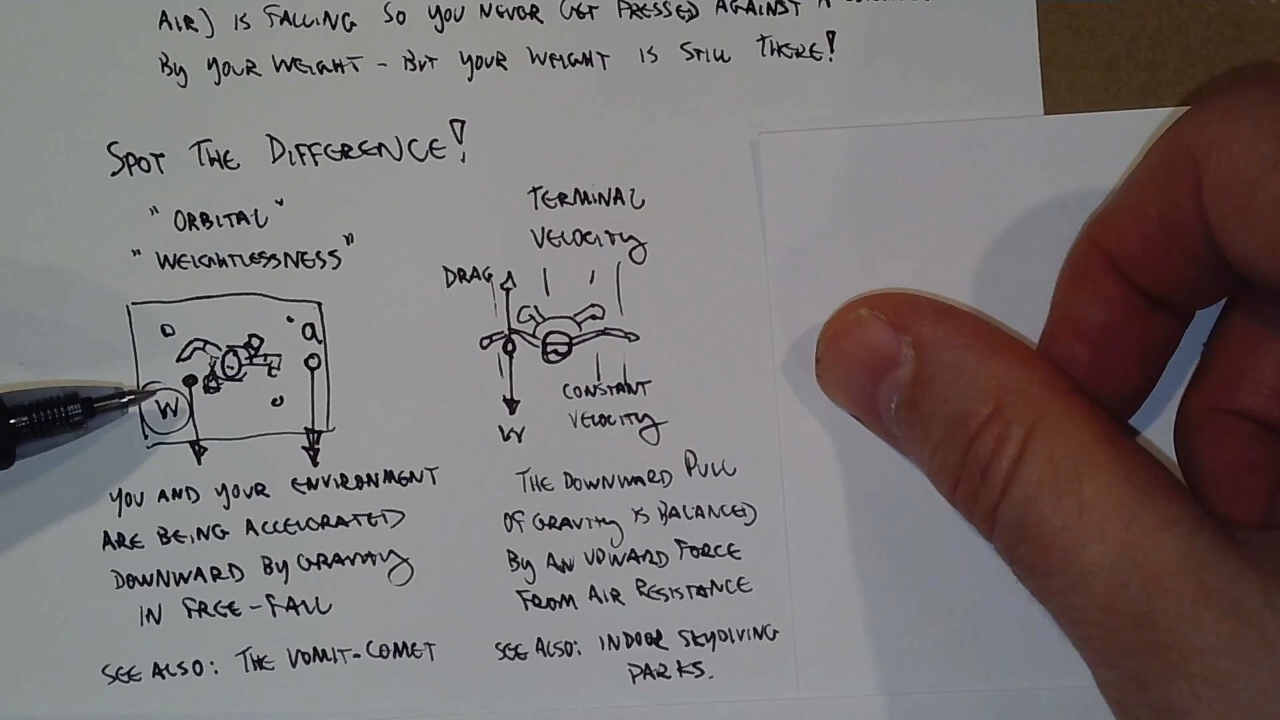 AIR) IS FALLING SO YOU NEVER GET PRESSED AGAINST A
BY YOUR WEIGHT - BUT YOUR WEIGHT IS STILL THERE!
SPOT THE DIFFERENCE!
"ORBITAL"
"WEIGHTLESSNESS"
a
W
YOU AND YOUR ENVIRONMENT
ARE BEING ACCELORATED
DOWNWARD BY GRAVITY
IN FREE-FALL
SEE ALSO: THE VOMIT-COMET
TERMINAL
VELOCITY
DRAG
CONSTANT
VELOCITY
W
THE DOWNWARD PULL
OF GRAVITY IS BALANCED
BY AN UPWARD FORCE
FROM AIR RESISTANCE
SEE ALSO: INDOOR SKYDIVING
PARKS.